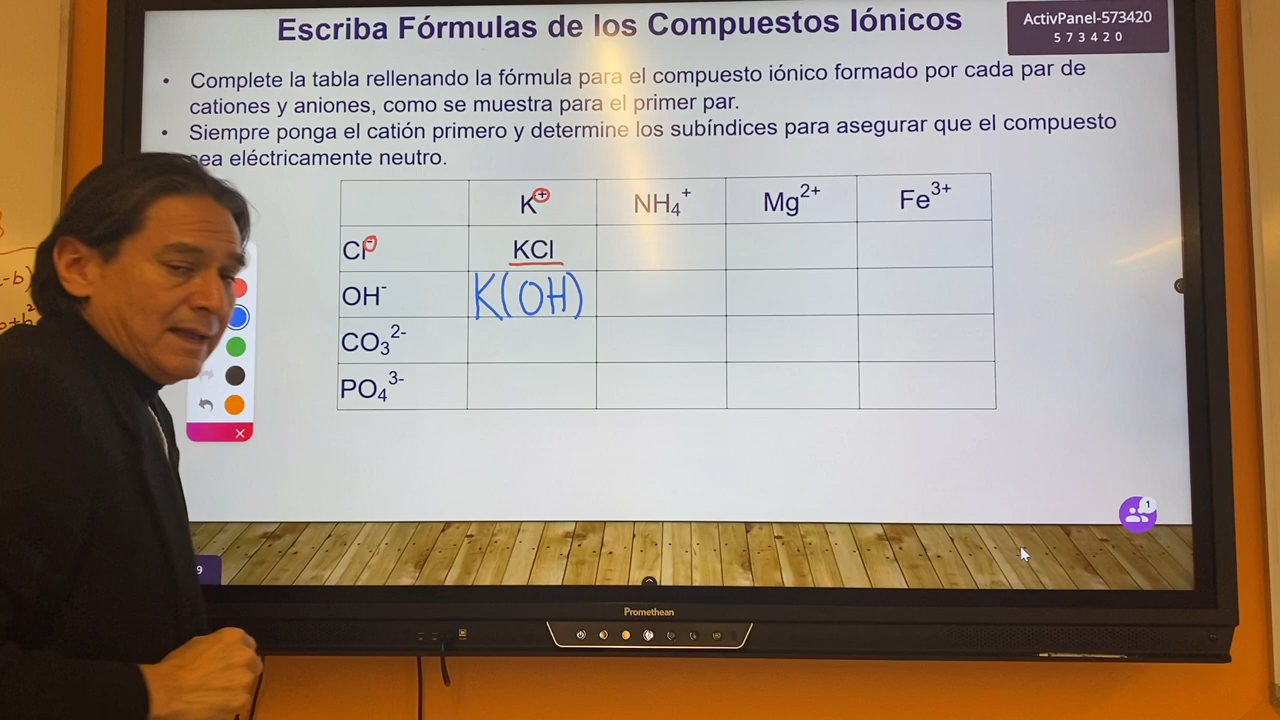 Escriba Fórmulas de los Compuestos Iónicos
ActivPanel-573420
573420
• Complete la tabla rellenando la fórmula para el compuesto iónico formado por cada par de
cationes y aniones, como se muestra para el primer par.
• Siempre ponga el catión primero y determine los subíndices para asegurar que el compuesto
sea eléctricamente neutro.
K⁺ NH₄⁺ Mg²⁺ Fe³⁺
Cl⁻ KCl
OH⁻ K(OH)
CO₃²⁻
PO₄³⁻
-b)
1
9
Promethean